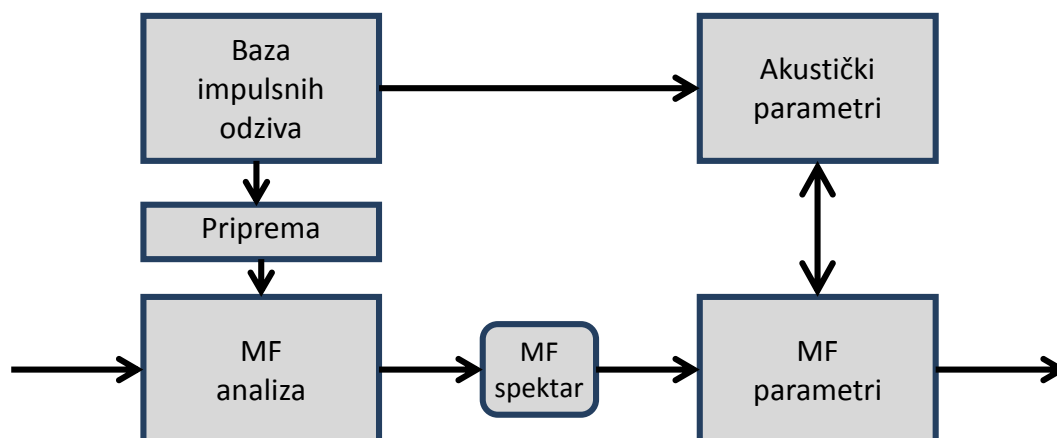 Baza
impulsnih
odziva
Akustički
parametri
Priprema
MF
analiza
MF
spektar
MF
parametri